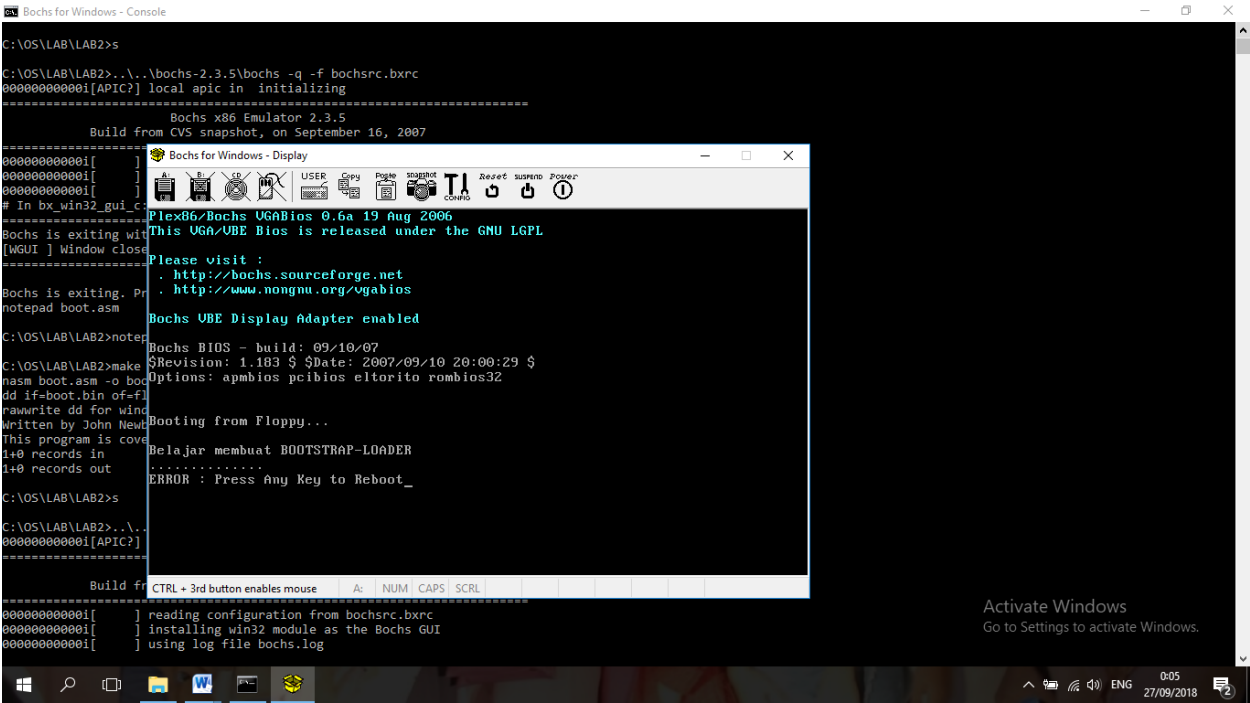 Bochs for Windows - Console
C:\OS\LAB\LAB2>s
C:\OS\LAB\LAB2>..\..\bochs-2.3.5\bochs -q -f bochsrc.bxrc
00000000000i[APIC?] local apic in  initializing
========================================================================
Bochs x86 Emulator 2.3.5
Build from CVS snapshot, on September 16, 2007
====================
00000000000i[     ]
00000000000i[     ]
00000000000i[     ]
# In bx_win32_gui_c:
====================
Bochs is exiting wit
[WGUI ] Window close
====================
Bochs is exiting. Pr
notepad boot.asm
C:\OS\LAB\LAB2>notep
C:\OS\LAB\LAB2>make
nasm boot.asm -o boo
dd if=boot.bin of=fl
rawwrite dd for wind
Written by John Newb
This program is cove
1+0 records in
1+0 records out
C:\OS\LAB\LAB2>s
C:\OS\LAB\LAB2>..\..
00000000000i[APIC?]
====================
Build fr
========================================================================
00000000000i[     ] reading configuration from bochsrc.bxrc
00000000000i[     ] installing win32 module as the Bochs GUI
00000000000i[     ] using log file bochs.log
Bochs for Windows - Display
A: B: CD USER Copy Paste snapshot CONFIG Reset SUSPEND Power
Plex86/Bochs VGABios 0.6a 19 Aug 2006
This VGA/VBE Bios is released under the GNU LGPL
Please visit :
. http://bochs.sourceforge.net
. http://www.nongnu.org/vgabios
Bochs VBE Display Adapter enabled
Bochs BIOS - build: 09/10/07
$Revision: 1.183 $ $Date: 2007/09/10 20:00:29 $
Options: apmbios pcibios eltorito rombios32
Booting from Floppy...
Belajar membuat BOOTSTRAP-LOADER
..............
ERROR : Press Any Key to Reboot_
CTRL + 3rd button enables mouse A: NUM CAPS SCRL
Activate Windows
Go to Settings to activate Windows.
ENG
0:05
27/09/2018
2